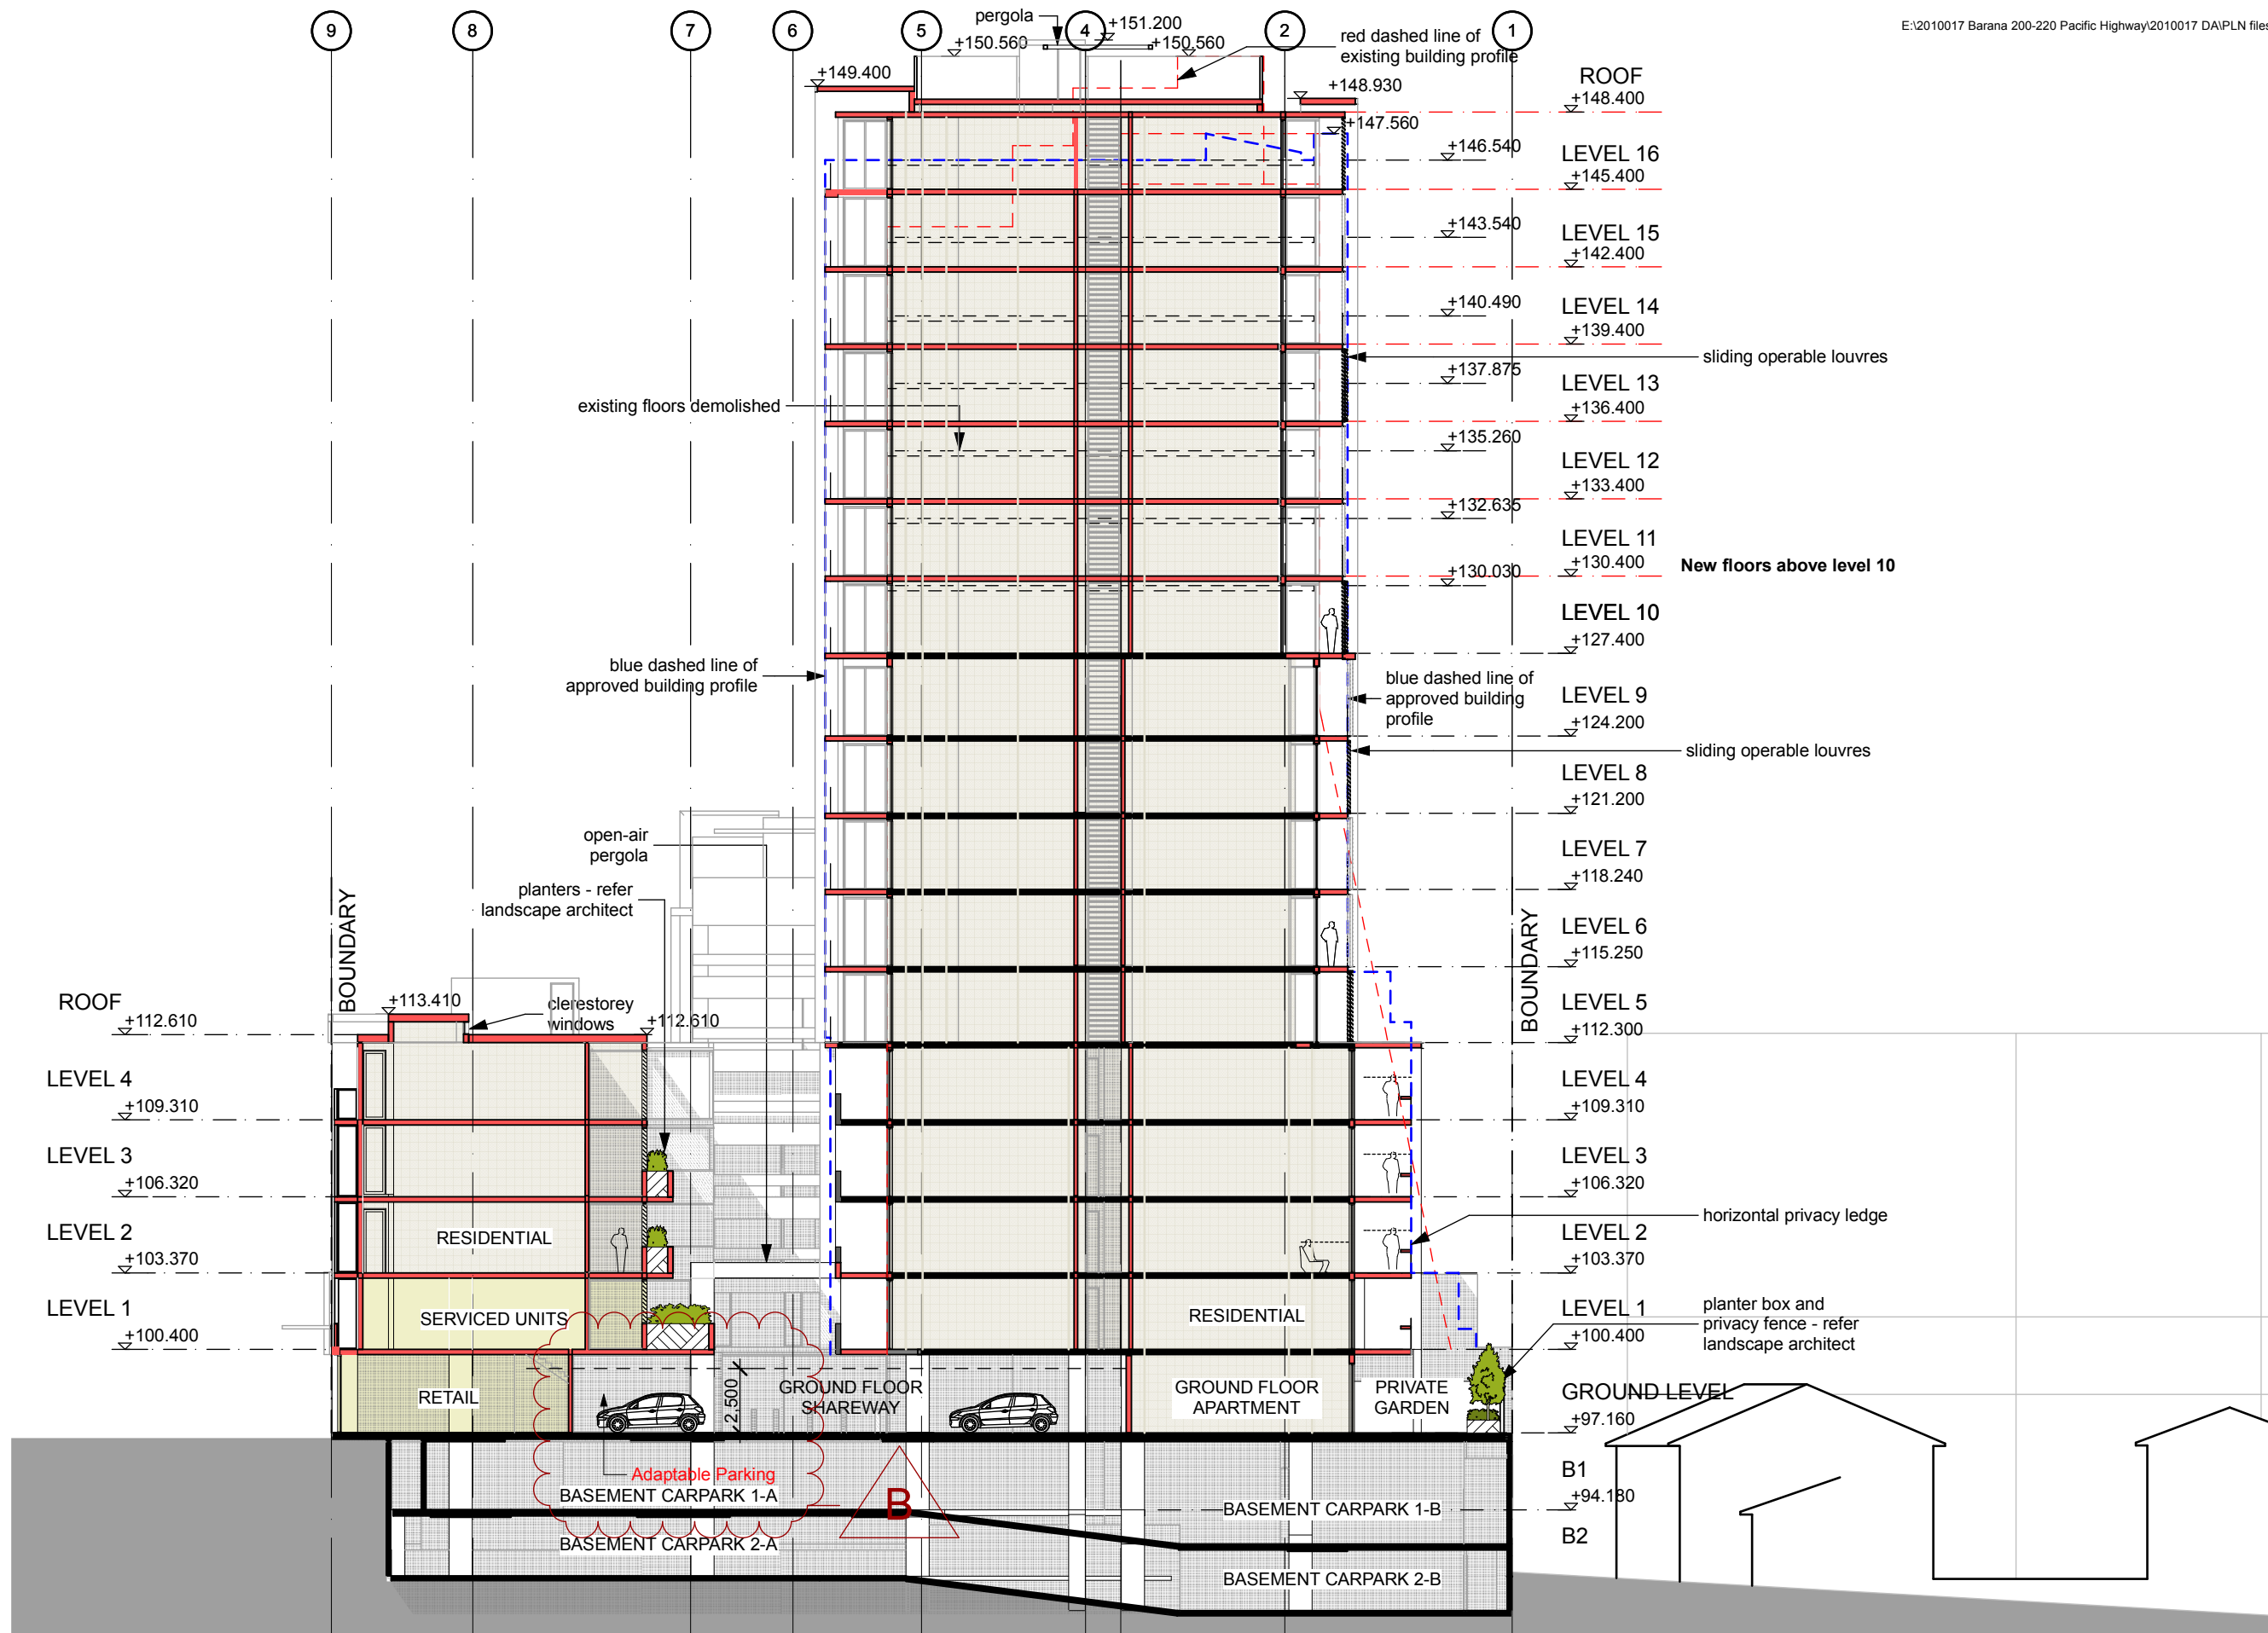 9
8
7
6
5
4
2
1
E:\2010017 Barana 200-220 Pacific Highway\2010017 DA\PLN files
pergola
+151.200
+150.560
+150.560
red dashed line of
existing building profile
+149.400
+148.930
+147.560
ROOF
+148.400
+146.540
LEVEL 16
+145.400
+143.540
LEVEL 15
+142.400
+140.490
LEVEL 14
+139.400
sliding operable louvres
+137.875
LEVEL 13
+136.400
existing floors demolished
+135.260
LEVEL 12
+133.400
+132.635
LEVEL 11
+130.400
New floors above level 10
+130.030
LEVEL 10
+127.400
blue dashed line of
approved building profile
blue dashed line of
approved building
profile
LEVEL 9
+124.200
sliding operable louvres
LEVEL 8
+121.200
open-air
pergola
LEVEL 7
+118.240
planters - refer
landscape architect
BOUNDARY
BOUNDARY
LEVEL 6
+115.250
ROOF
+112.610
+113.410
clerestorey
windows
+112.610
LEVEL 5
+112.300
LEVEL 4
+109.310
LEVEL 4
+109.310
LEVEL 3
+106.320
LEVEL 3
+106.320
LEVEL 2
+103.370
RESIDENTIAL
horizontal privacy ledge
LEVEL 2
+103.370
LEVEL 1
+100.400
SERVICED UNITS
RESIDENTIAL
LEVEL 1
+100.400
planter box and
privacy fence - refer
landscape architect
RETAIL
2,500
GROUND FLOOR
SHAREWAY
GROUND FLOOR
APARTMENT
PRIVATE
GARDEN
GROUND LEVEL
+97.160
Adaptable Parking
BASEMENT CARPARK 1-A
B
BASEMENT CARPARK 1-B
B1
+94.180
BASEMENT CARPARK 2-A
B2
BASEMENT CARPARK 2-B